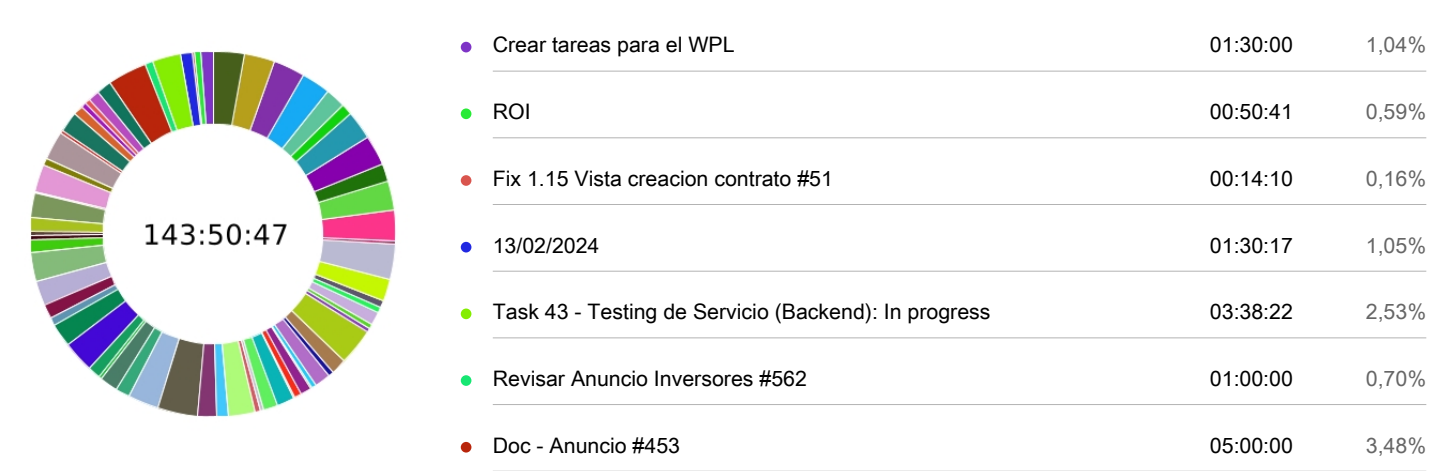 143:50:47
Crear tareas para el WPL 01:30:00 1,04%
ROI 00:50:41 0,59%
Fix 1.15 Vista creacion contrato #51 00:14:10 0,16%
13/02/2024 01:30:17 1,05%
Task 43 - Testing de Servicio (Backend): In progress 03:38:22 2,53%
Revisar Anuncio Inversores #562 01:00:00 0,70%
Doc - Anuncio #453 05:00:00 3,48%